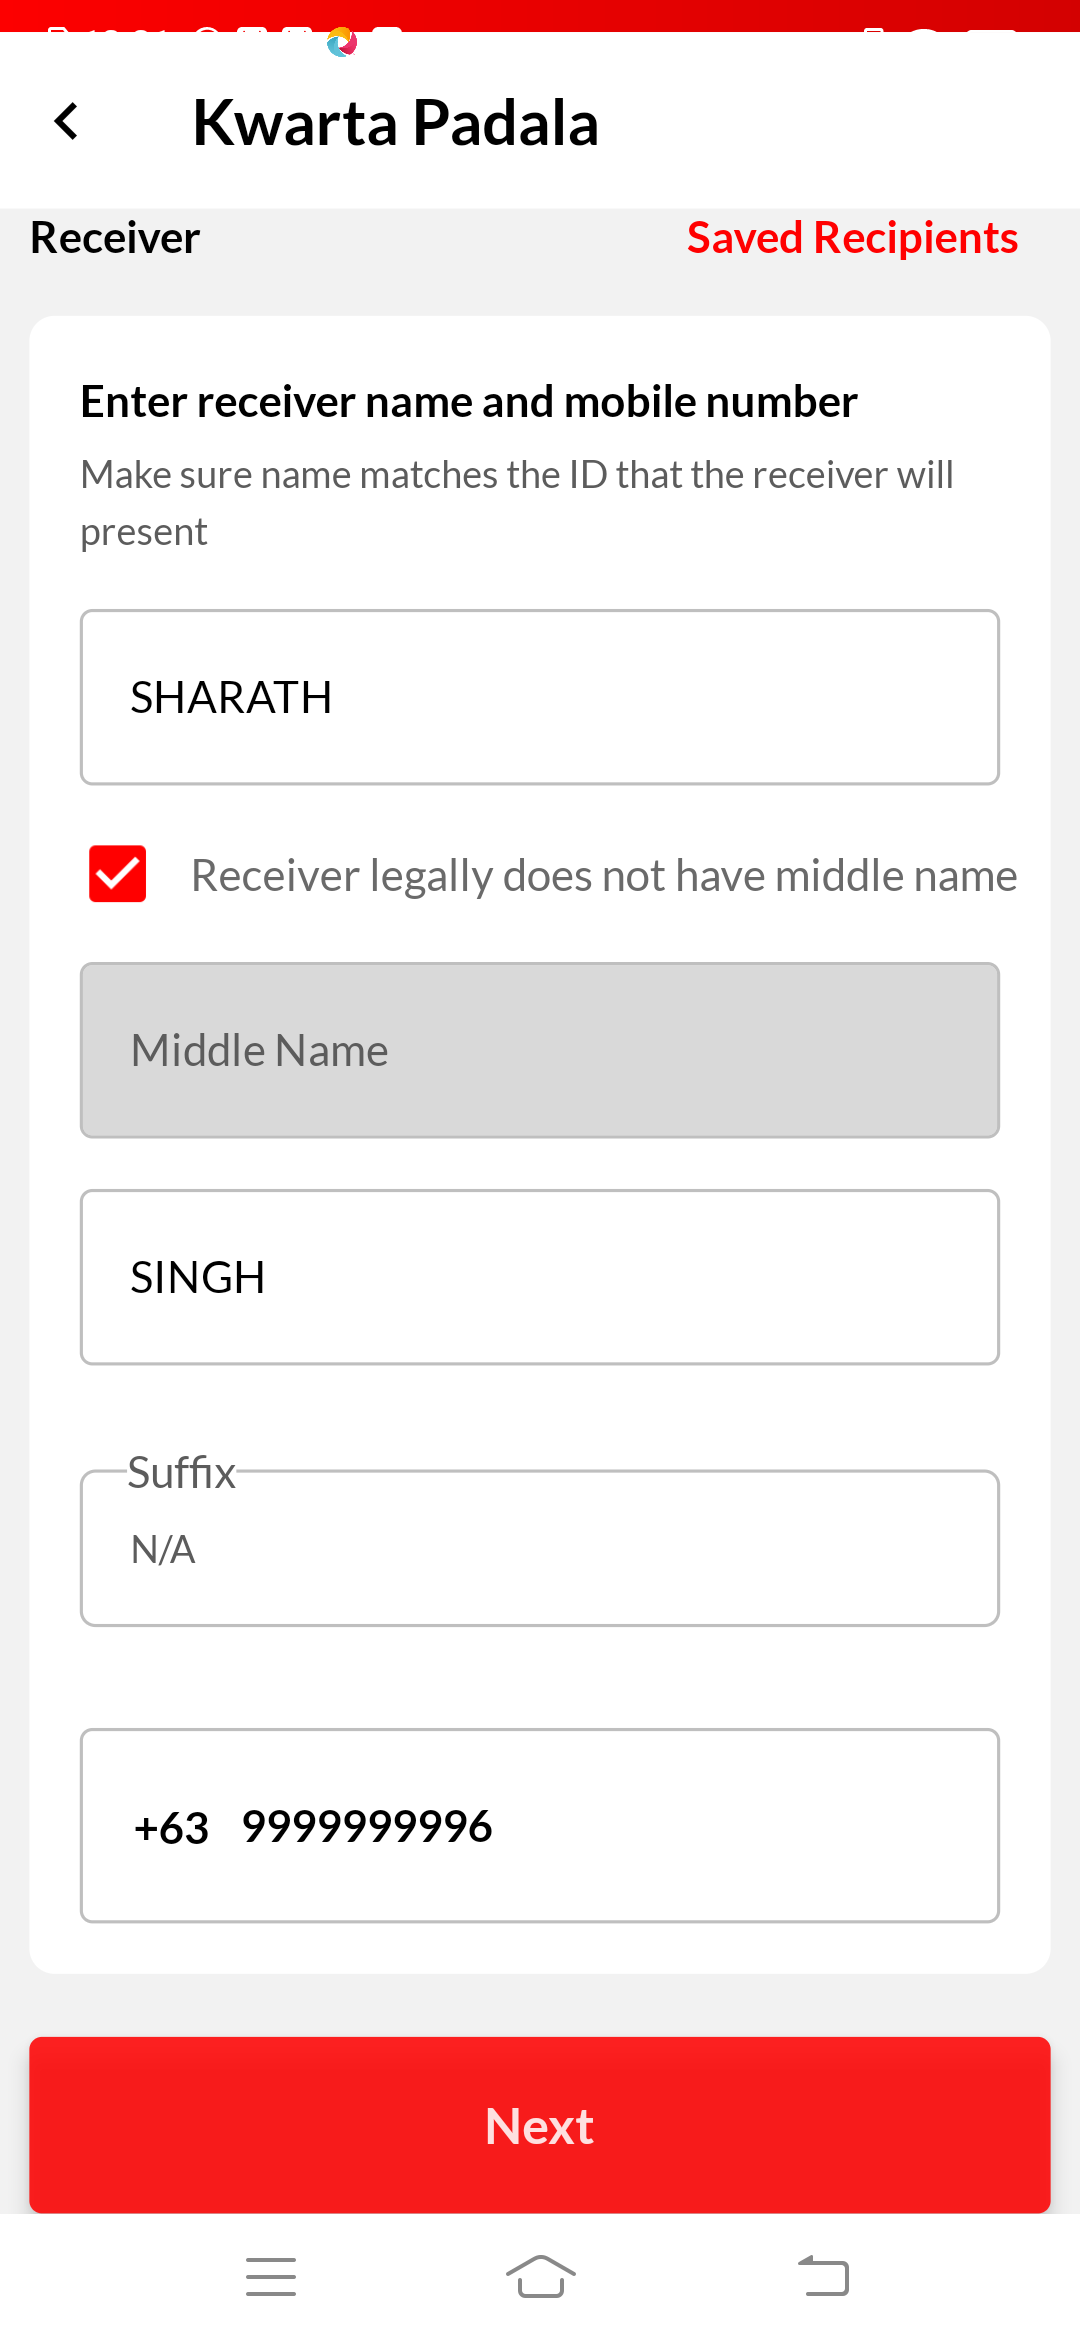 Kwarta Padala
Receiver
Saved Recipients
Enter receiver name and mobile number
Make sure name matches the ID that the receiver will
present
SHARATH
Receiver legally does not have middle name
Middle Name
SINGH
Suffix
N/A
+63 9999999996
Next